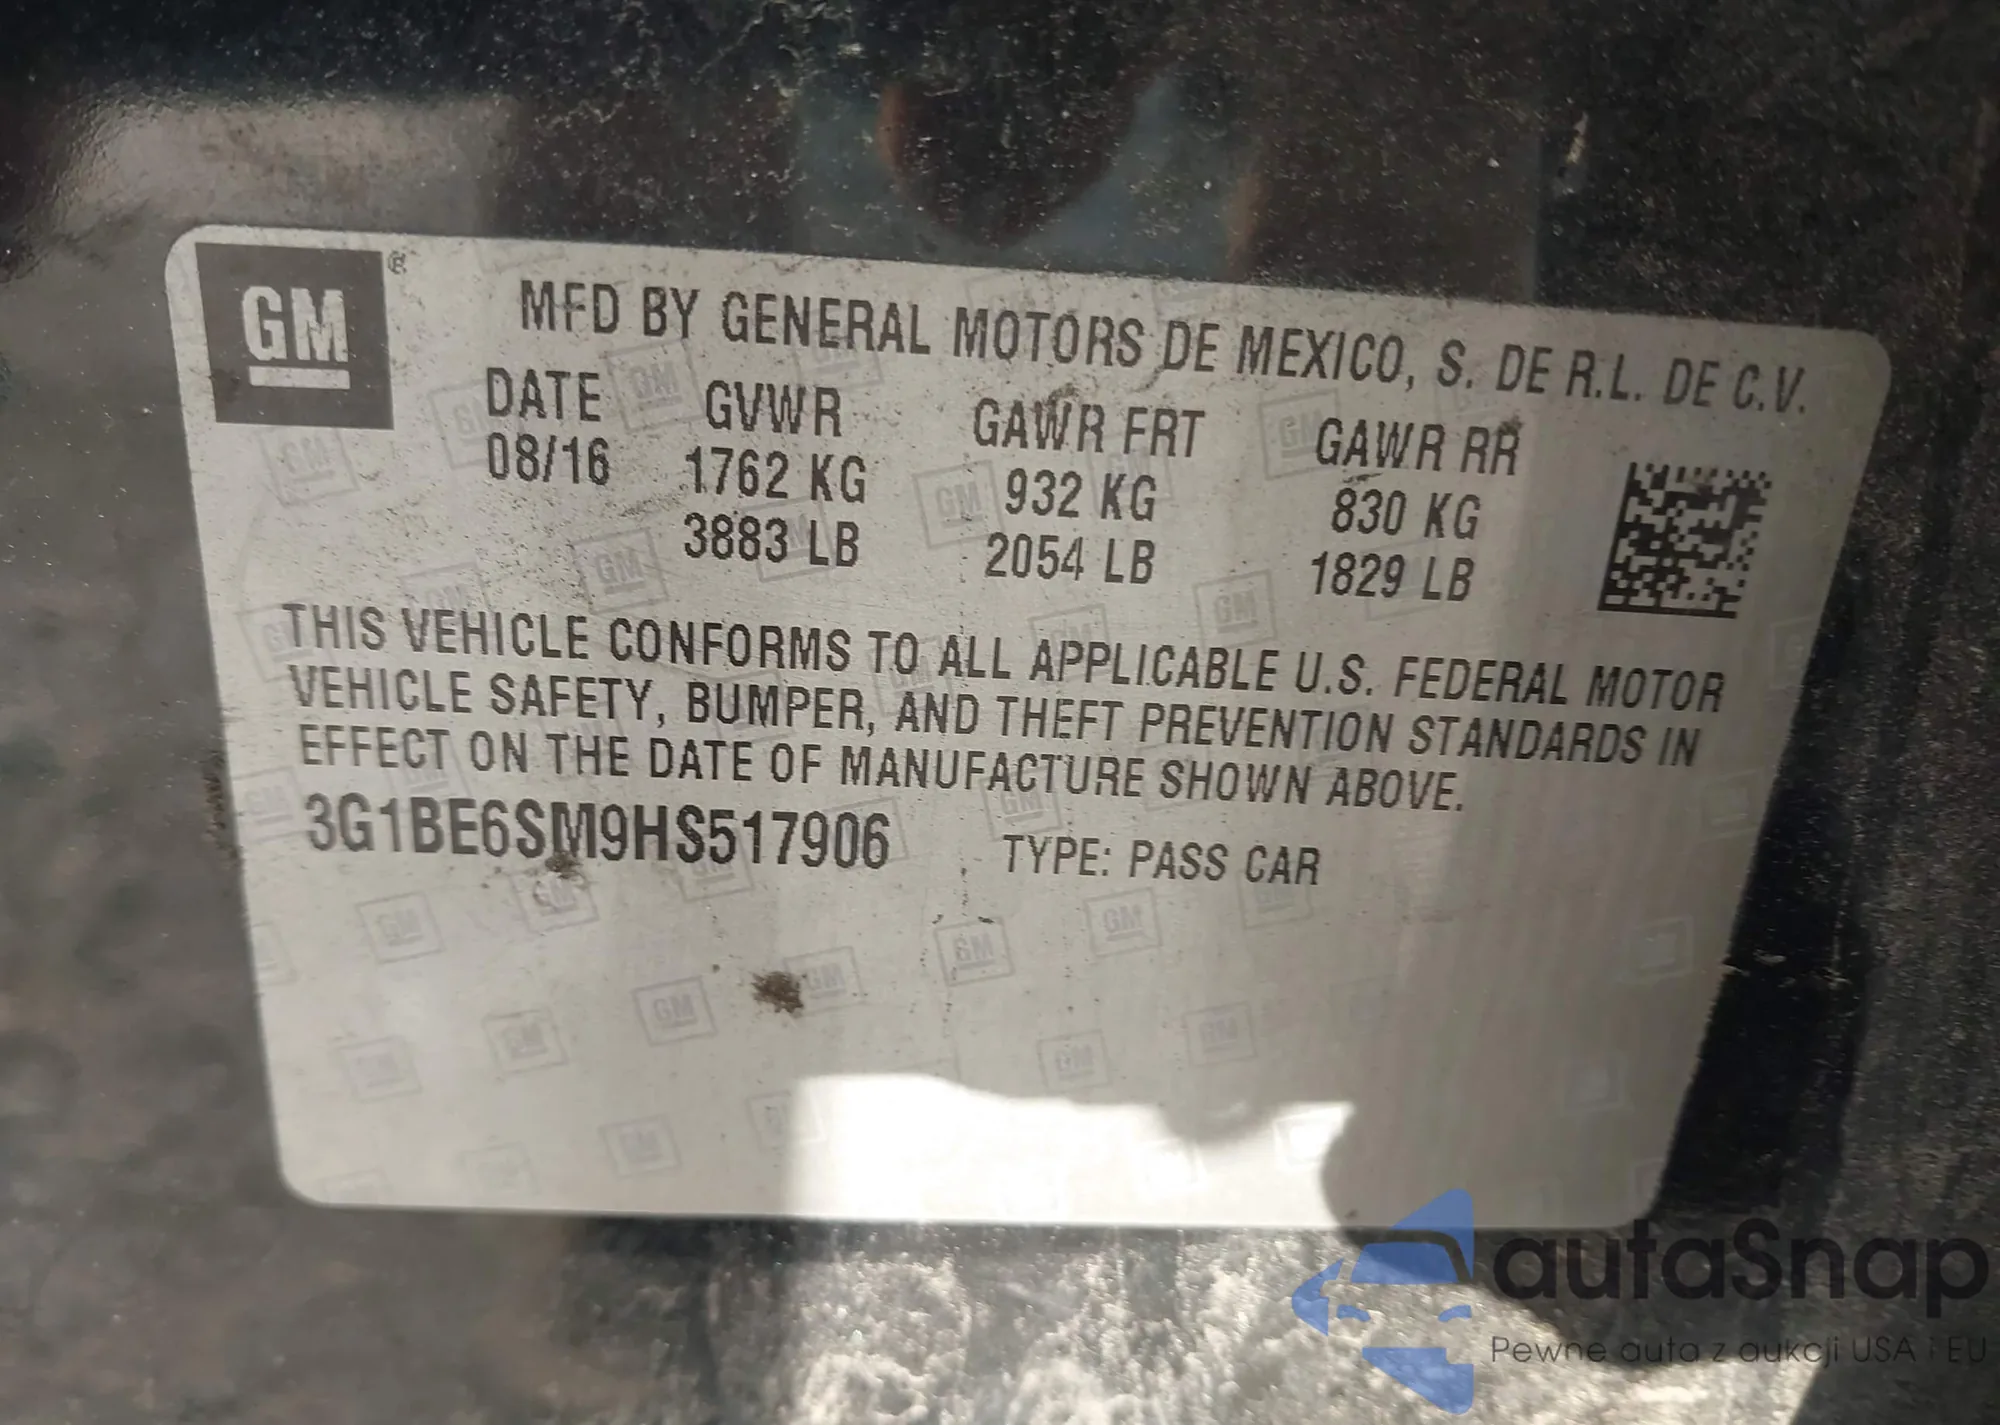 GM ®
MFD BY GENERAL MOTORS DE MEXICO, S. DE R.L. DE C.V.
DATE GVWR GAWR FRT GAWR RR
08/16 1762 KG 932 KG 830 KG
3883 LB 2054 LB 1829 LB
THIS VEHICLE CONFORMS TO ALL APPLICABLE U.S. FEDERAL MOTOR
VEHICLE SAFETY, BUMPER, AND THEFT PREVENTION STANDARDS IN
EFFECT ON THE DATE OF MANUFACTURE SHOWN ABOVE.
3G1BE6SM9HS517906 TYPE: PASS CAR
autaSnap
Pewne auta z aukcji USA i EU